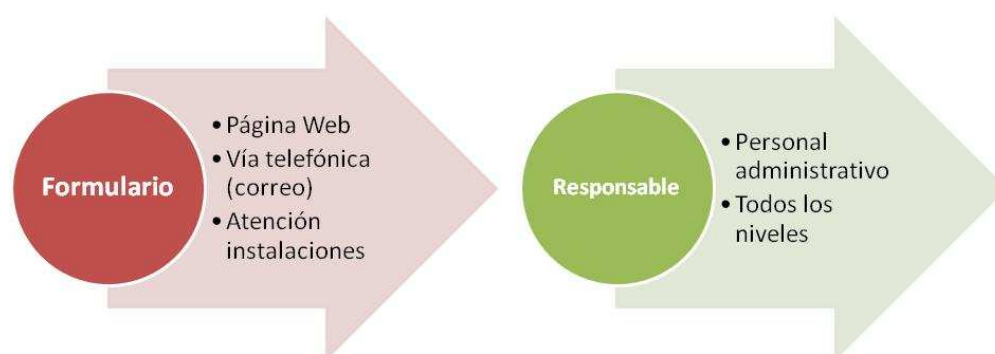 Formulario
• Página Web
• Vía telefónica
(correo)
• Atención
instalaciones
Responsable
• Personal
administrativo
• Todos los
niveles